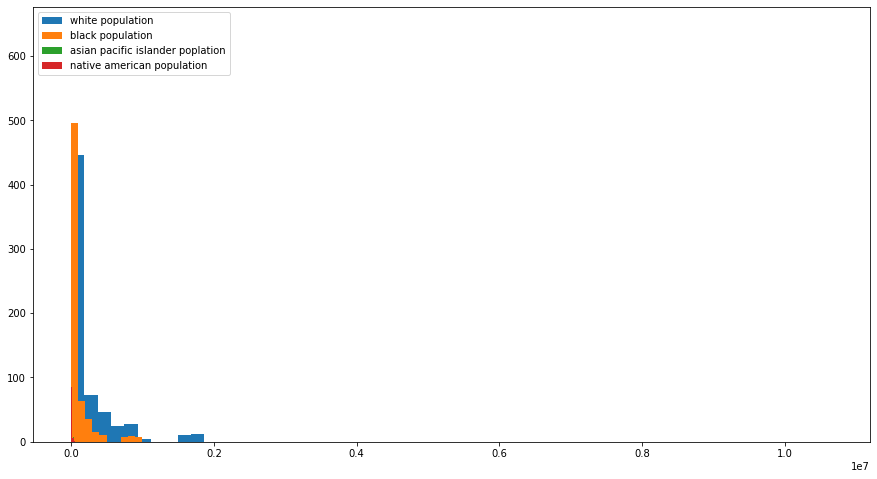 white population
black population
asian pacific islander poplation
native american population
600
500
400
300
200
100
0
0.0 0.2 0.4 0.6 0.8 1.0
1e7